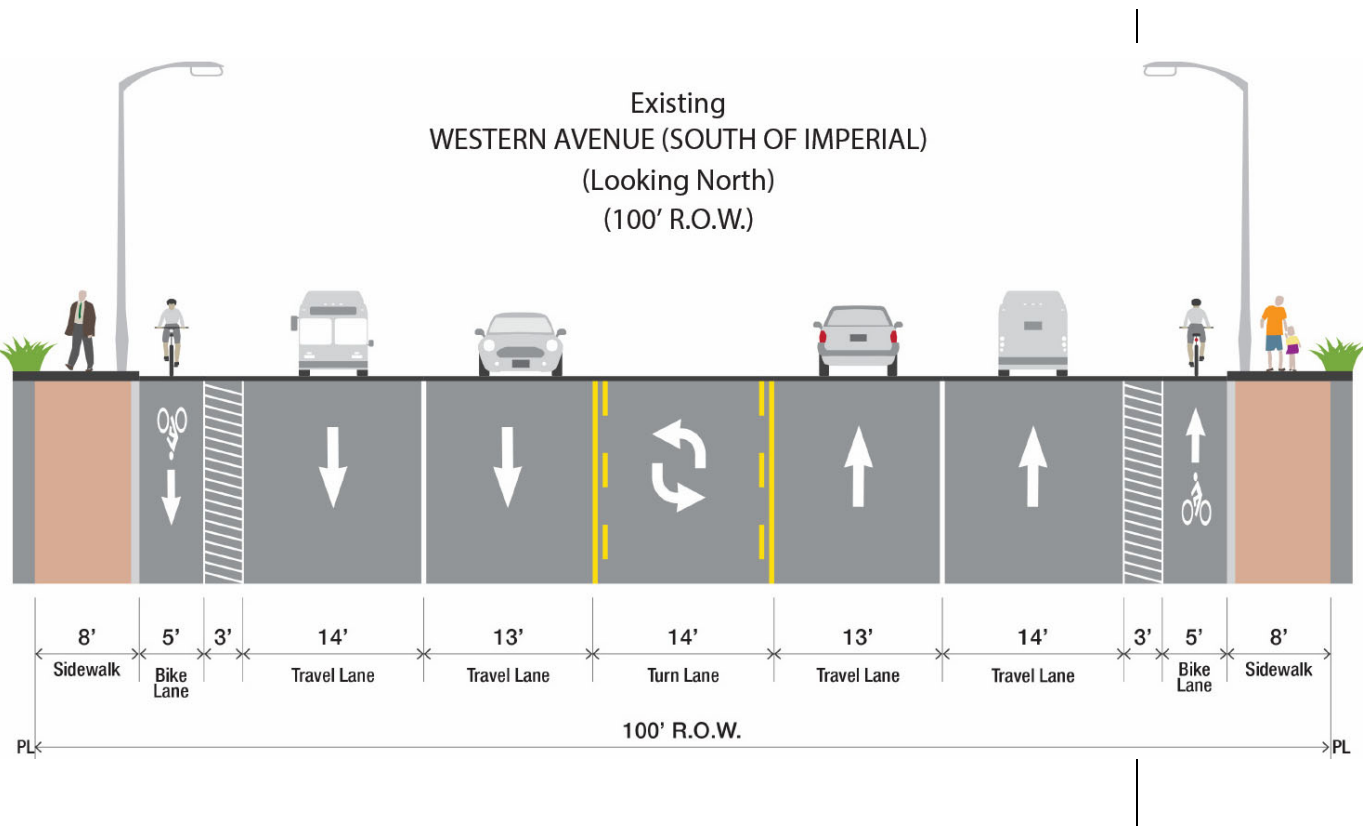 Existing
WESTERN AVENUE (SOUTH OF IMPERIAL)
(Looking North)
(100’ R.O.W.)
8’ 5’ 3’ 14’ 13’ 14’ 13’ 14’ 3’ 5’ 8’
Sidewalk Bike Lane Travel Lane Travel Lane Turn Lane Travel Lane Travel Lane Bike Lane Sidewalk
100’ R.O.W.
PL PL